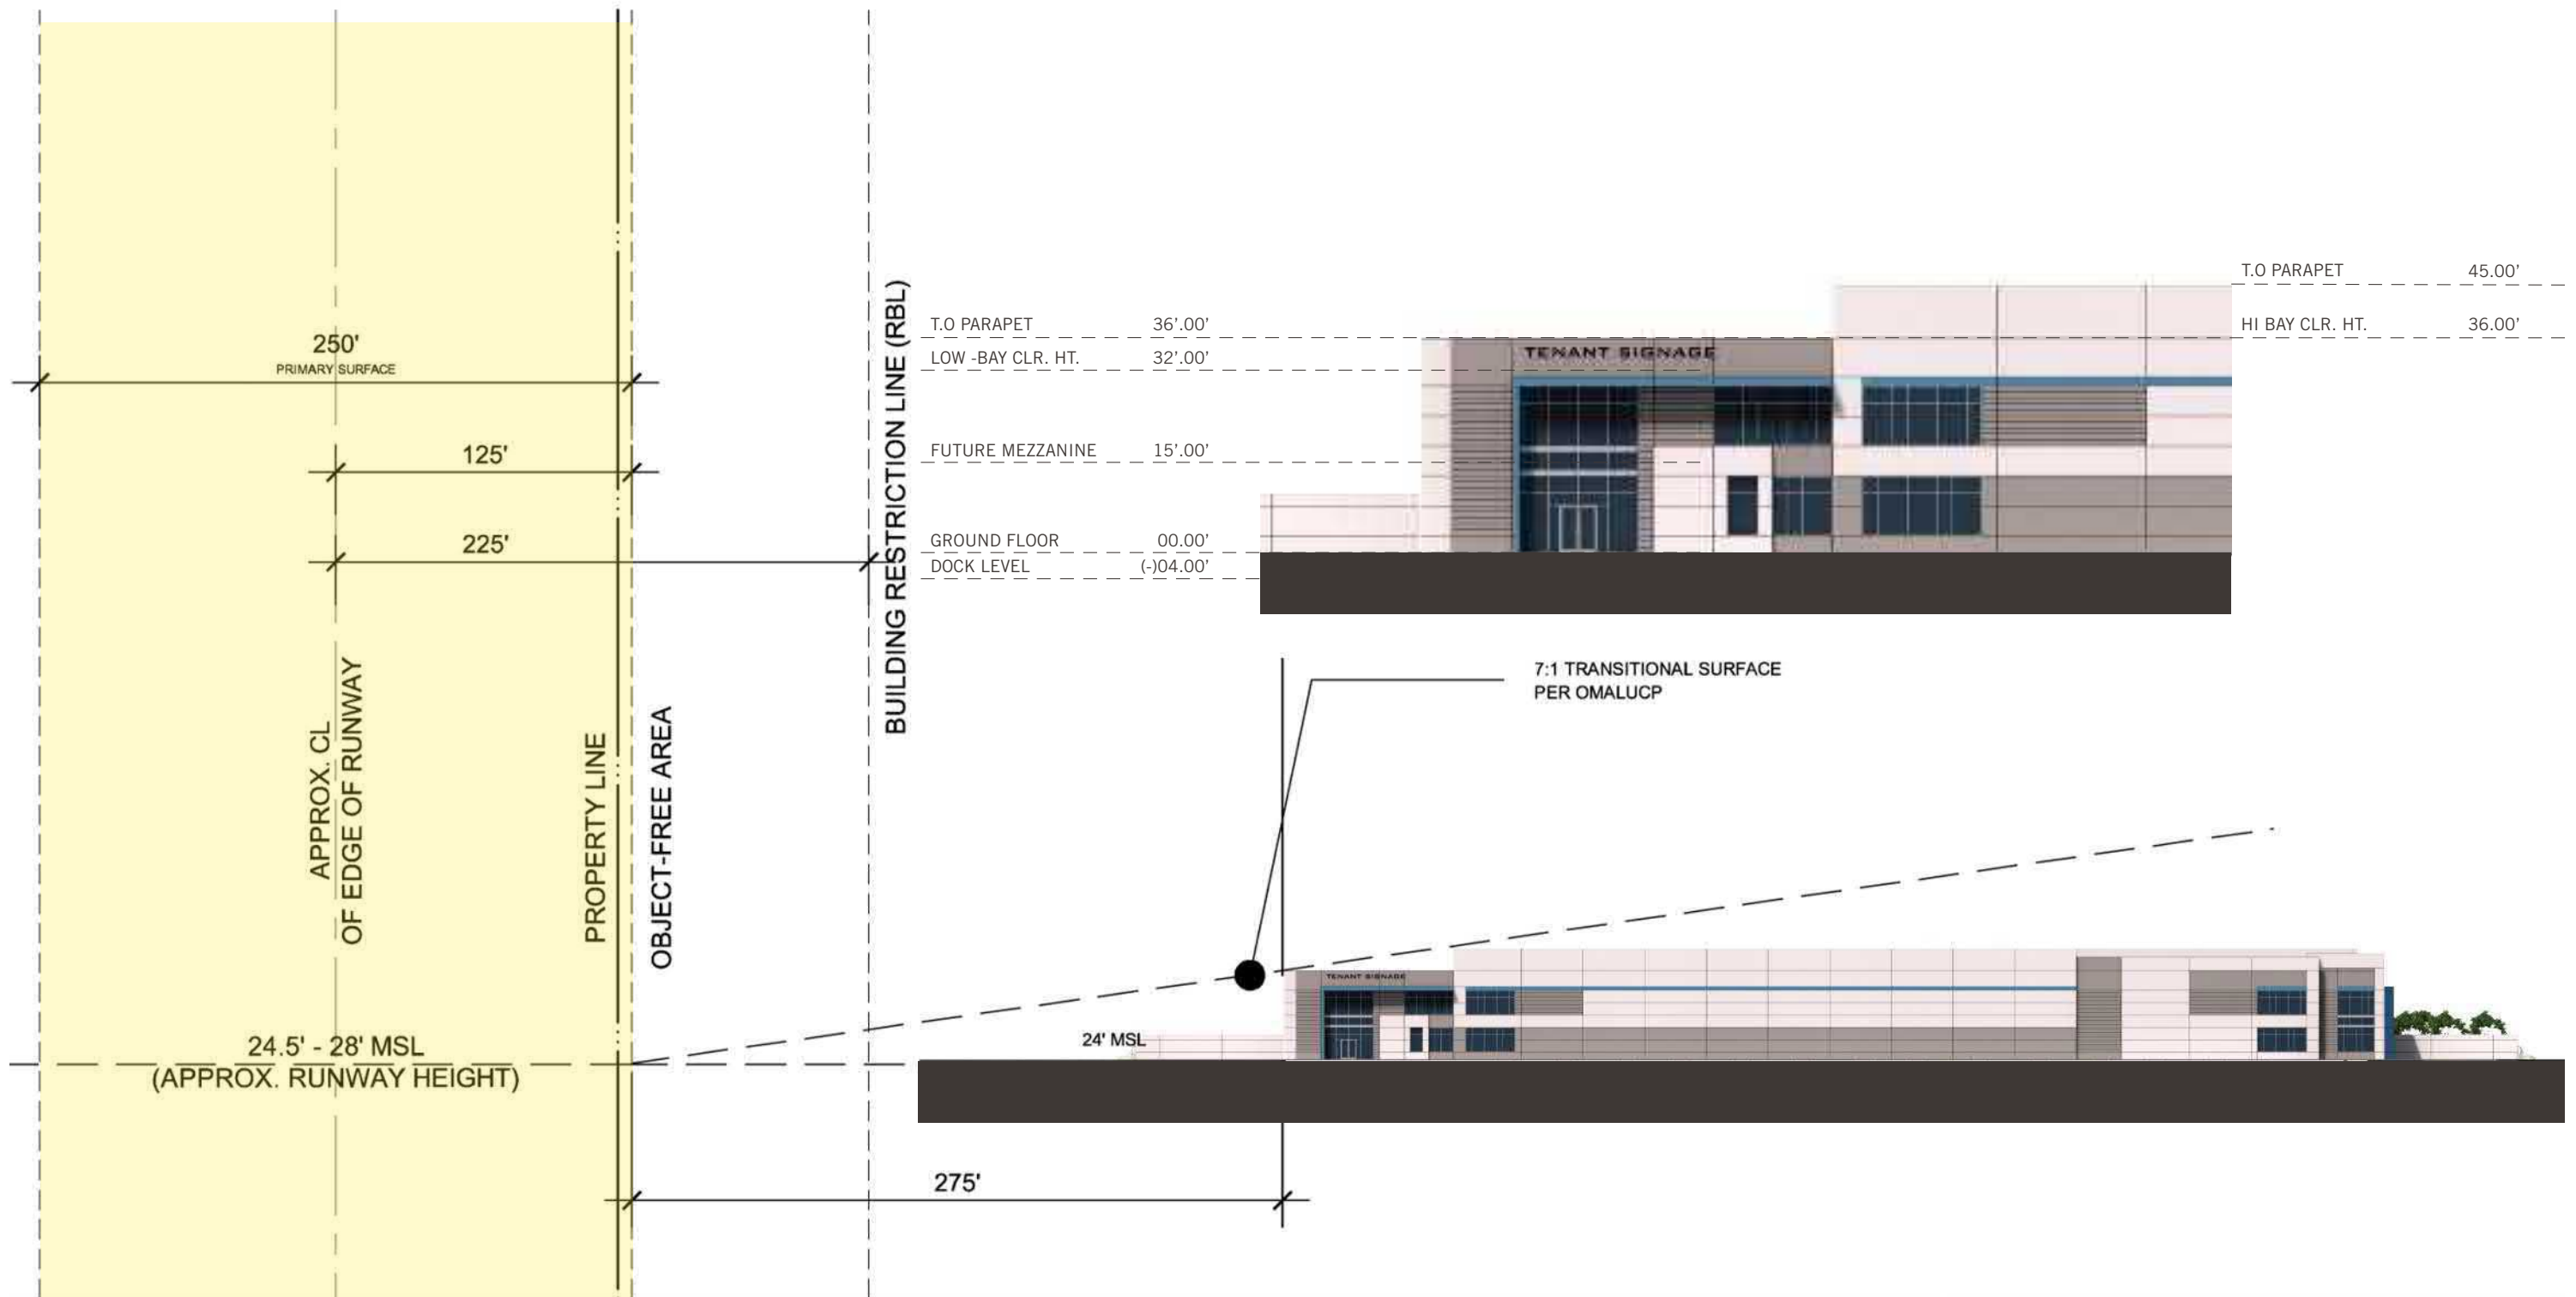 250'
PRIMARY SURFACE
125'
225'
APPROX. CL
OF EDGE OF RUNWAY
PROPERTY LINE
OBJECT-FREE AREA
BUILDING RESTRICTION LINE (RBL)
24.5' - 28' MSL
(APPROX. RUNWAY HEIGHT)
T.O PARAPET 36'.00'
LOW -BAY CLR. HT. 32'.00'
FUTURE MEZZANINE 15'.00'
GROUND FLOOR 00.00'
DOCK LEVEL (-)04.00'
TENANT SIGNAGE
T.O PARAPET 45.00'
HI BAY CLR. HT. 36.00'
7:1 TRANSITIONAL SURFACE
PER OMALUCP
TENANT SIGNAGE
24' MSL
275'